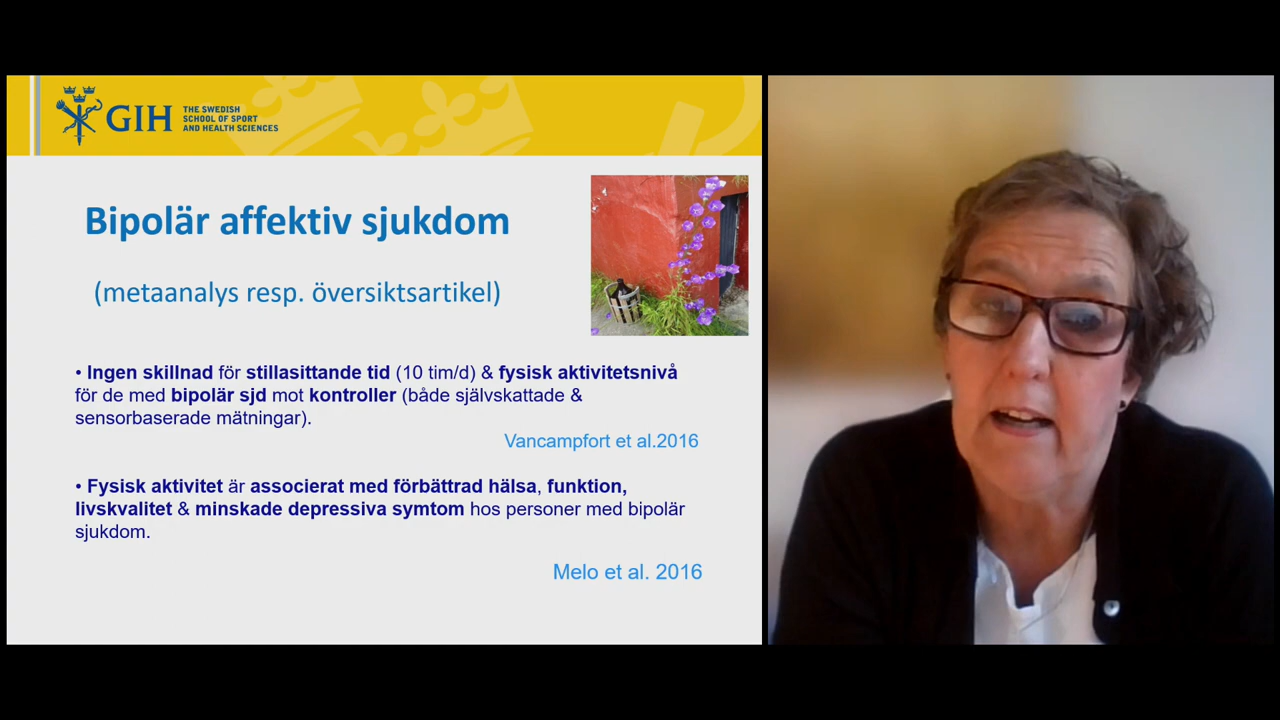 GIH
THE SWEDISH
SCHOOL OF SPORT
AND HEALTH SCIENCES
Bipolär affektiv sjukdom
(metaanalys resp. översiktsartikel)
• Ingen skillnad för stillasittande tid (10 tim/d) & fysisk aktivitetsnivå
för de med bipolär sjd mot kontroller (både självskattade &
sensorbaserade mätningar).
Vancampfort et al.2016
• Fysisk aktivitet är associerat med förbättrad hälsa, funktion,
livskvalitet & minskade depressiva symtom hos personer med bipolär
sjukdom.
Melo et al. 2016